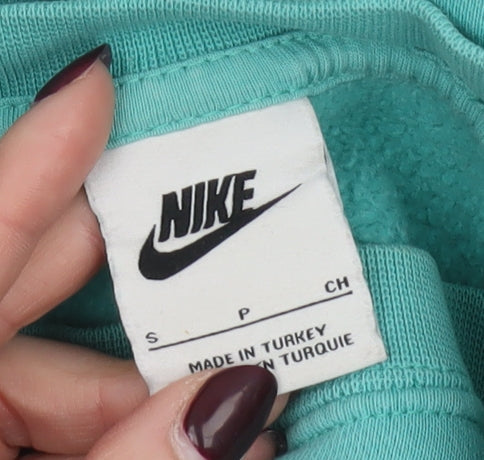 NIKE
S P CH
MADE IN TURKEY
N TURQUIE